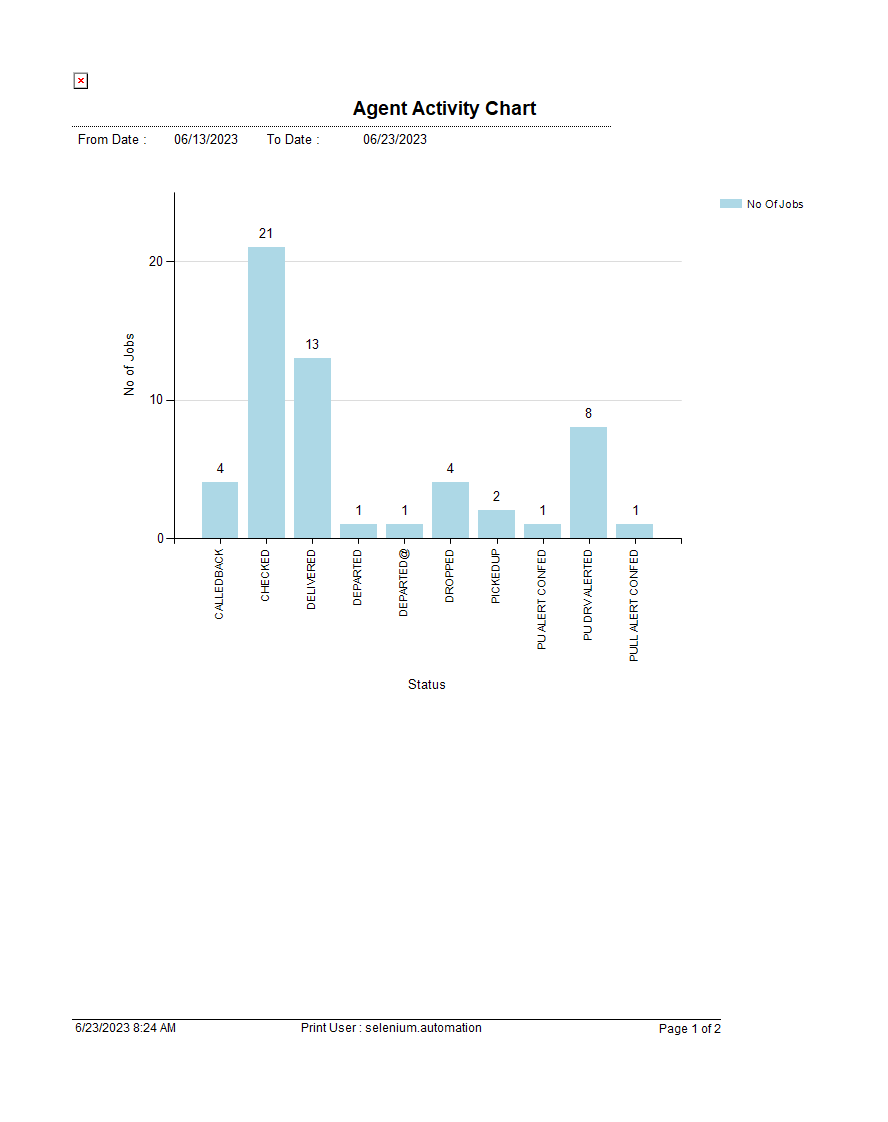 Agent Activity Chart
From Date : 06/13/2023 To Date : 06/23/2023
No Of Jobs
21
20
13
No of Jobs
10
8
4
4
2
1
1
1
1
0
CALLEDBACK
CHECKED
DELIVERED
DEPARTED
DEPARTED@
DROPPED
PICKEDUP
PU ALERT CONFED
PU DRV ALERTED
PULL ALERT CONFED
Status
6/23/2023 8:24 AM Print User : selenium.automation Page 1 of 2